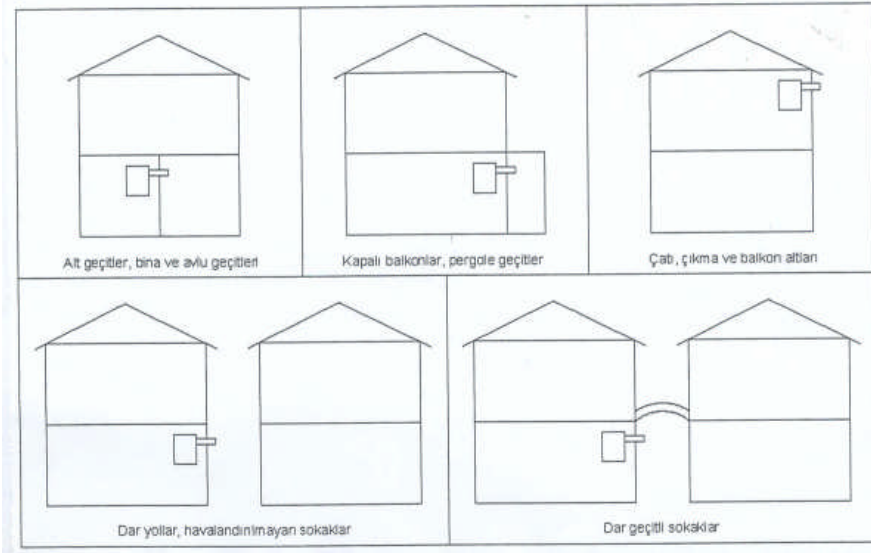 Alt geçitler, bina ve avlu geçitleri
Kapalı balkonlar, pergole geçitler
Çatı, çıkma ve balkon altları
Dar yollar, havalandırılmayan sokaklar
Dar geçitli sokaklar